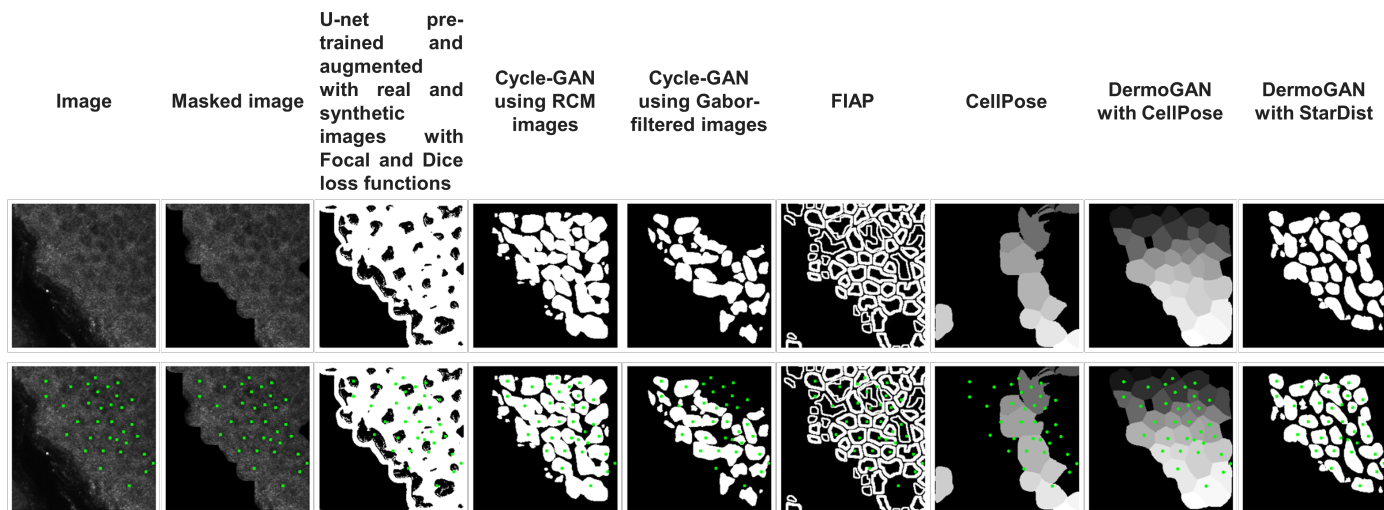 Image
Masked image
U-net pre-
trained and
augmented
with real and
synthetic
images with
Focal and Dice
loss functions
Cycle-GAN
using RCM
images
Cycle-GAN
using Gabor-
filtered images
FIAP
CellPose
DermoGAN
with CellPose
DermoGAN
with StarDist